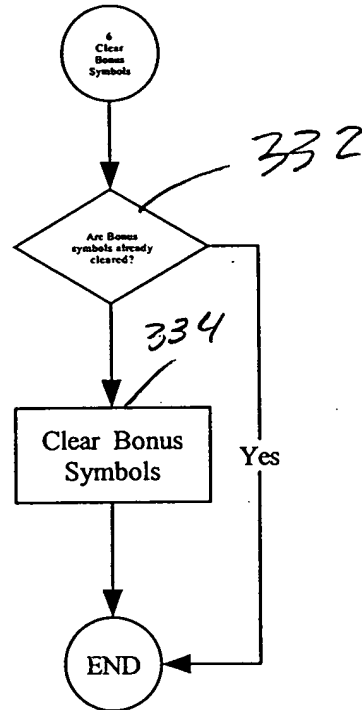 6
Clear
Bonus
Symbols
332
Are Bonus
symbols already
cleared?
334
Clear Bonus
Symbols
Yes
END